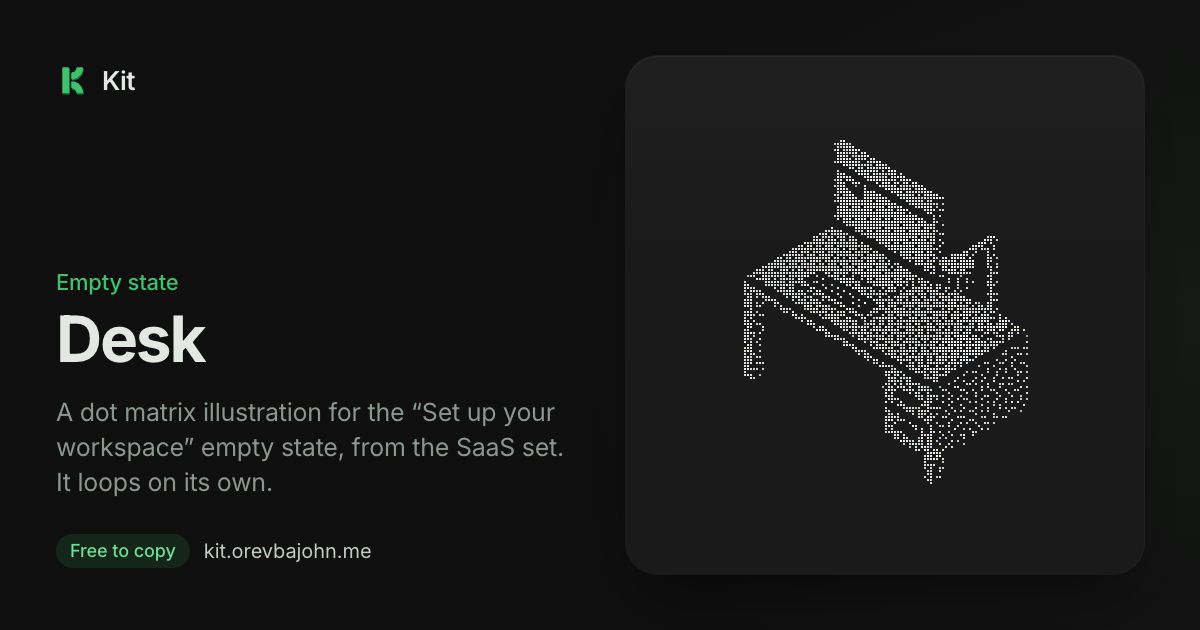 Kit
Empty state
Desk
A dot matrix illustration for the “Set up your
workspace” empty state, from the SaaS set.
It loops on its own.
Free to copy
kit.orevbajohn.me